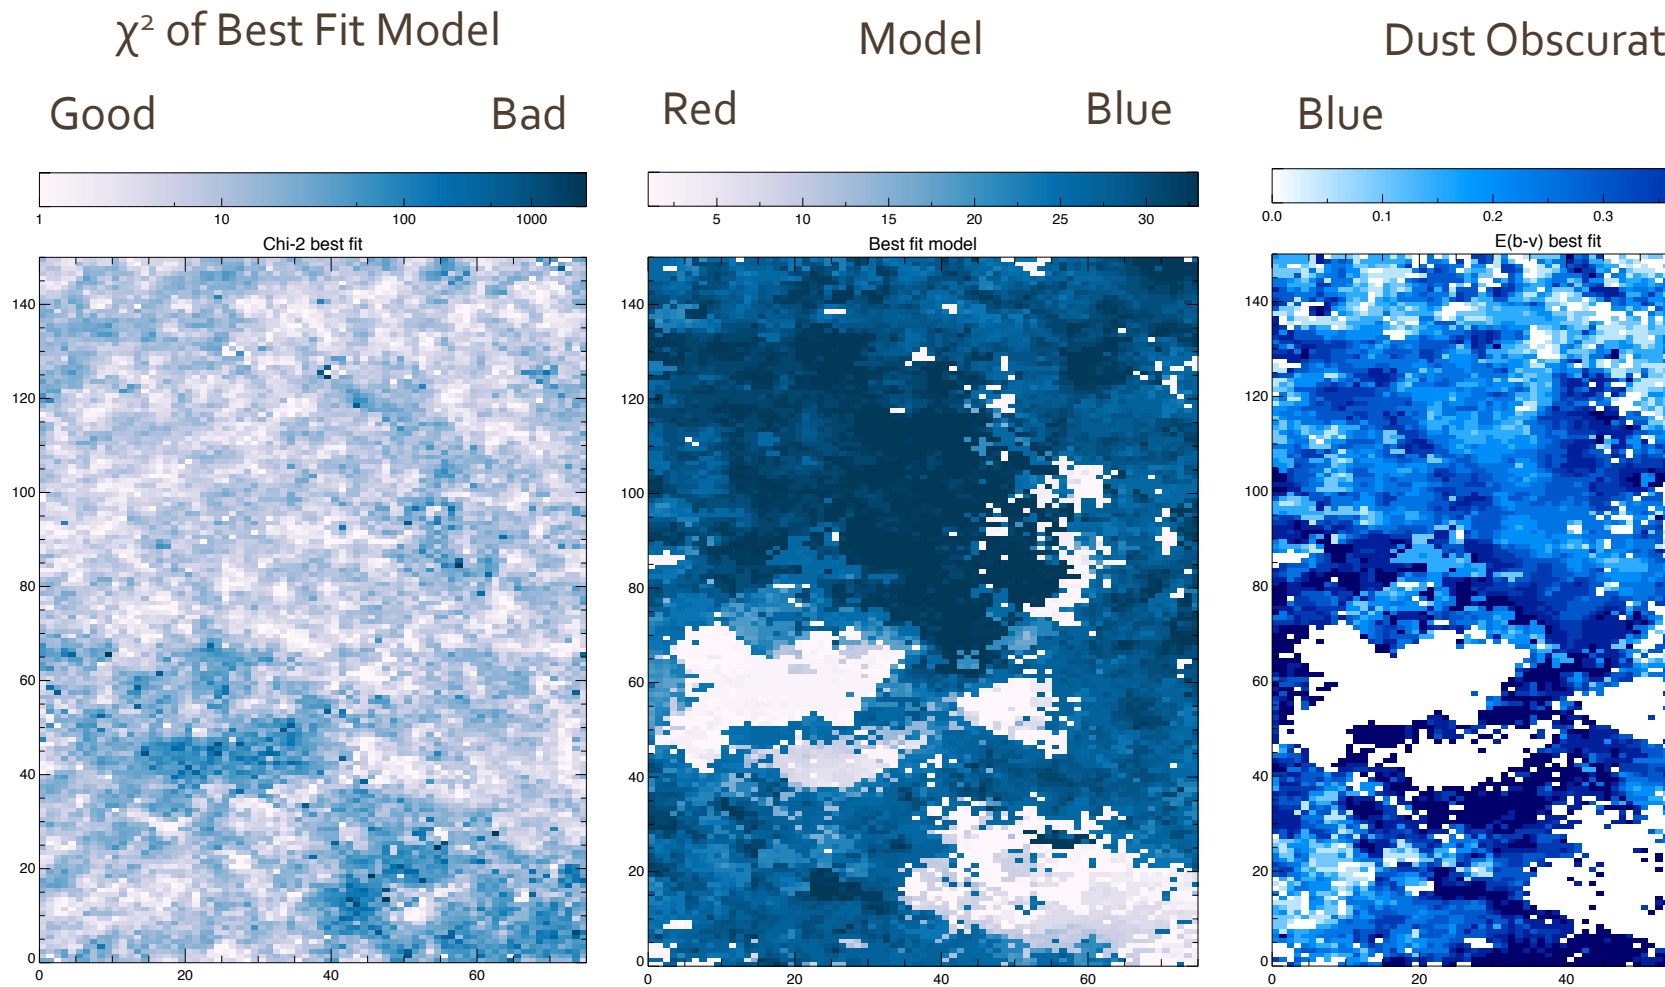 χ² of Best Fit Model
Good Bad
1 10 100 1000
Chi-2 best fit
140
120
100
80
60
40
20
0
0 20 40 60
Model
Red Blue
5 10 15 20 25 30
Best fit model
140
120
100
80
60
40
20
0
0 20 40 60
Dust Obscurat
Blue
0.0 0.1 0.2 0.3
E(b-v) best fit
140
120
100
80
60
40
20
0
0 20 40